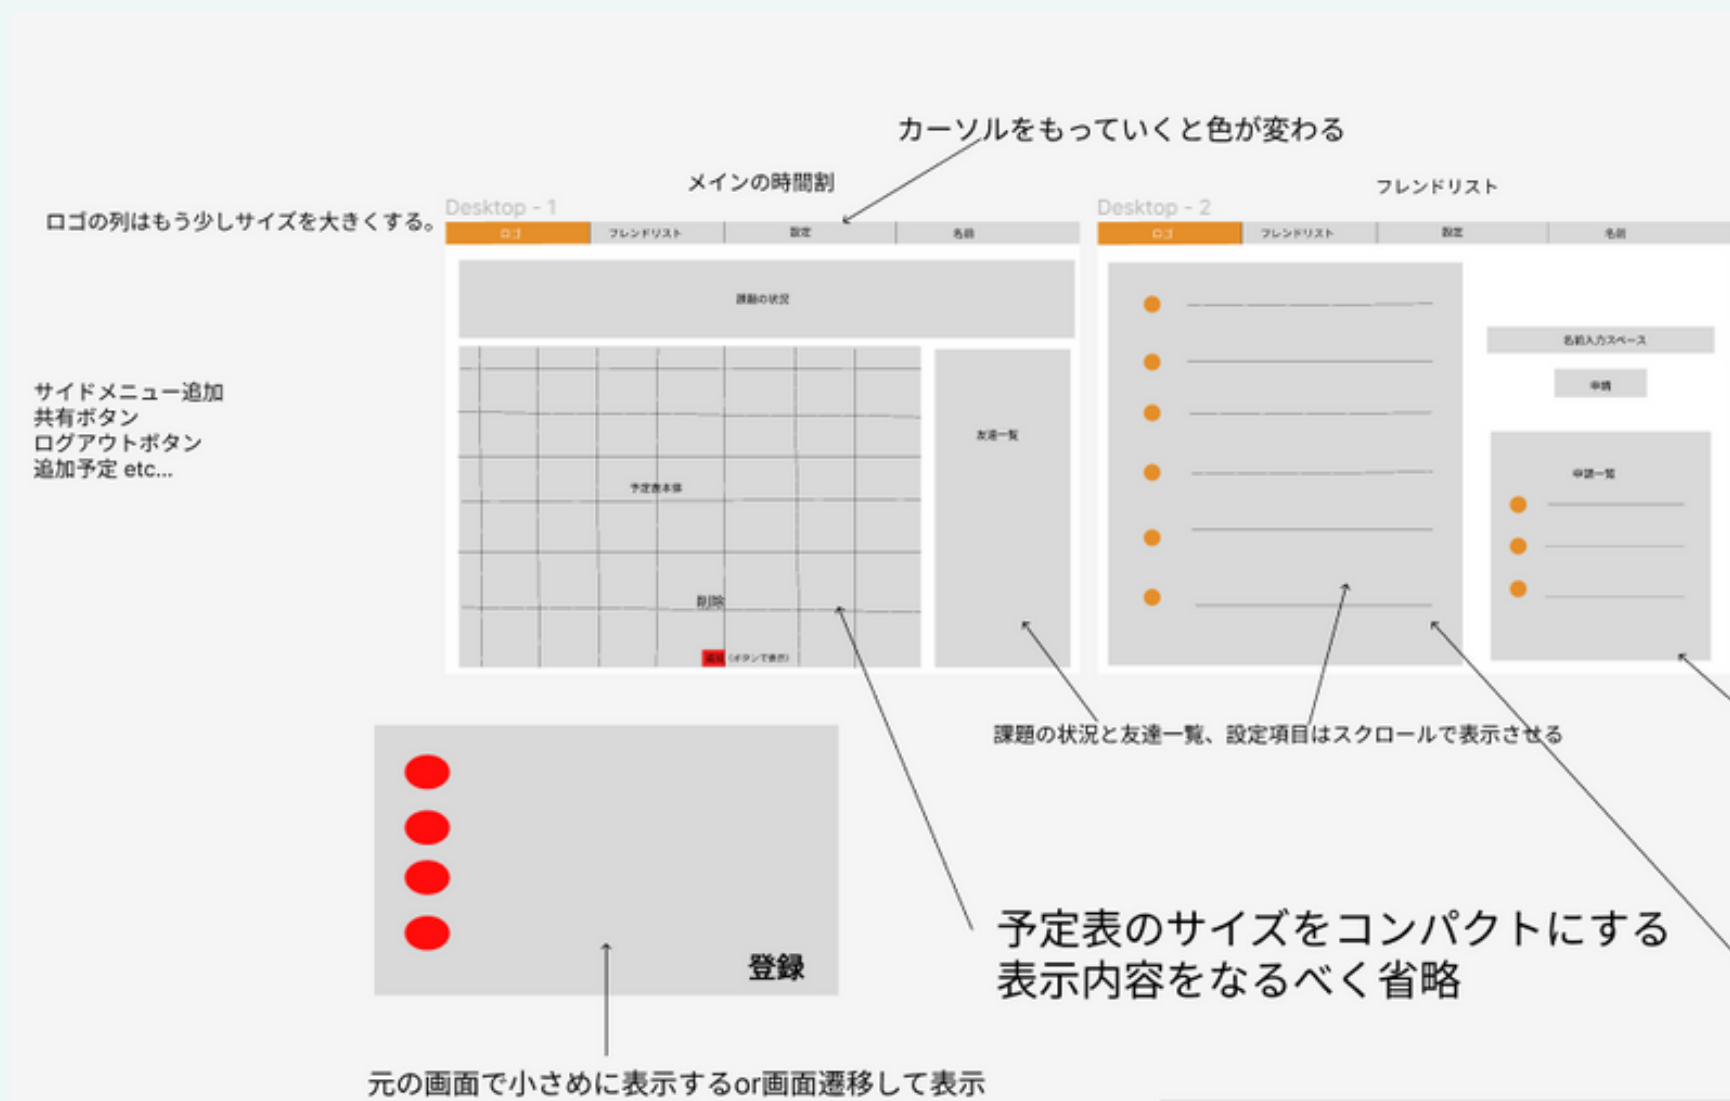 カーソルをもっていくと色が変わる
メインの時間割
フレンドリスト
ロゴの列はもう少しサイズを大きくする。
Desktop - 1
Desktop - 2
ロゴ
フレンドリスト
設定
名前
ロゴ
フレンドリスト
設定
名前
課題の状況
名前入力スペース
申請
サイドメニュー追加
共有ボタン
ログアウトボタン
追加予定 etc...
友達一覧
予定表本体
申請一覧
削除
(ボタンで表示)
課題の状況と友達一覧、設定項目はスクロールで表示させる
登録
予定表のサイズをコンパクトにする
表示内容をなるべく省略
元の画面で小さめに表示するor画面遷移して表示